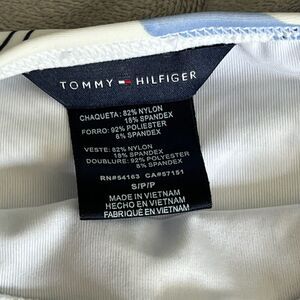 TOMMY HILFIGER
CHAQUETA: 82% NYLON
18% SPANDEX
FORRO: 92% POLIESTER
8% SPANDEX
VESTE: 82% NYLON
18% SPANDEX
DOUBLURE: 92% POLYESTER
8% SPANDEX
RN#54163 CA#57151
S/P/P
MADE IN VIETNAM
HECHO EN VIETNAM
FABRIQUÉ EN VIETNAM